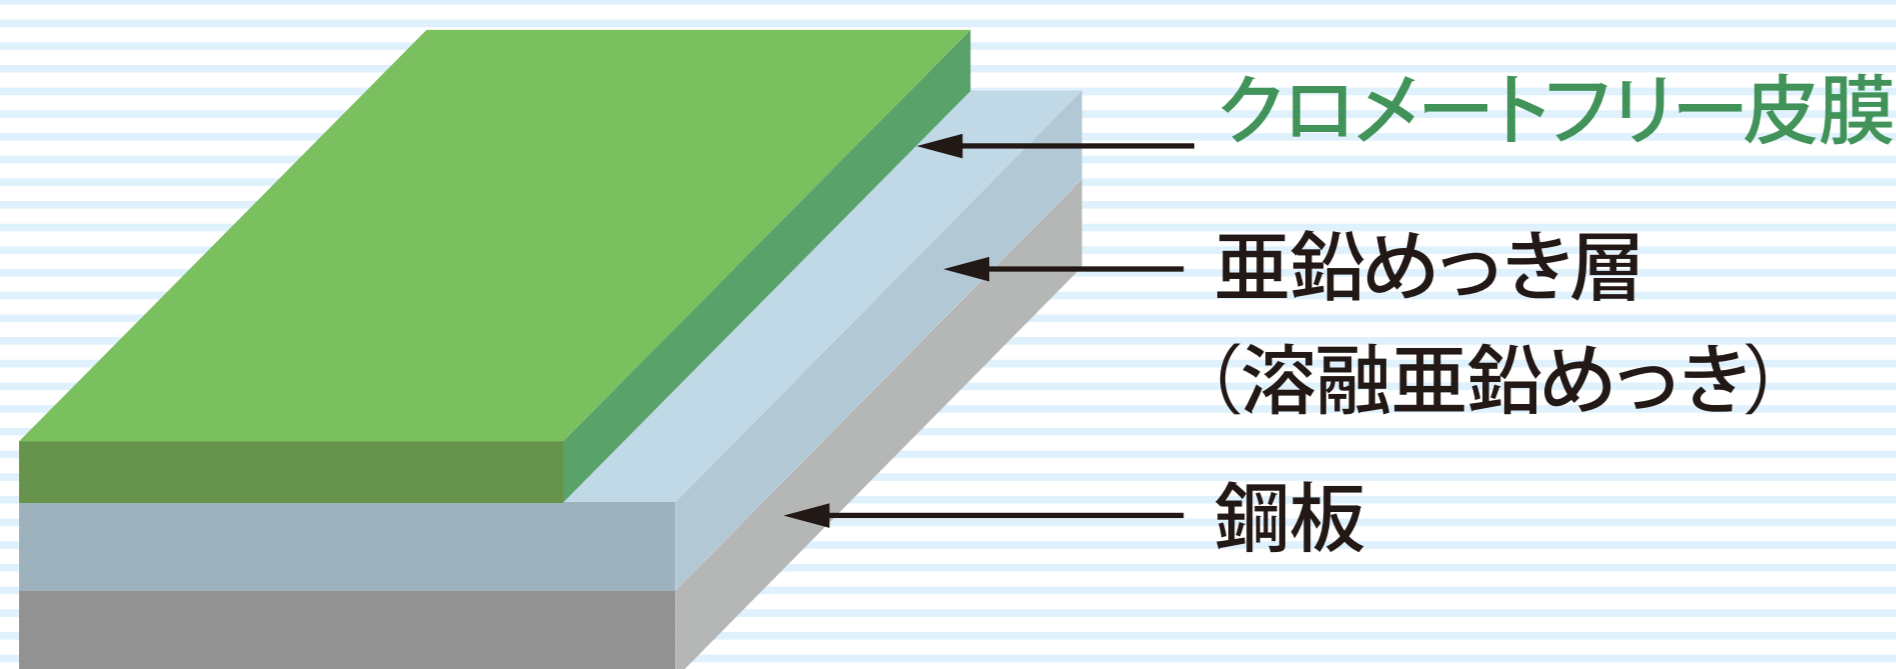 クロメートフリー皮膜
亜鉛めっき層
（溶融亜鉛めっき）
鋼板